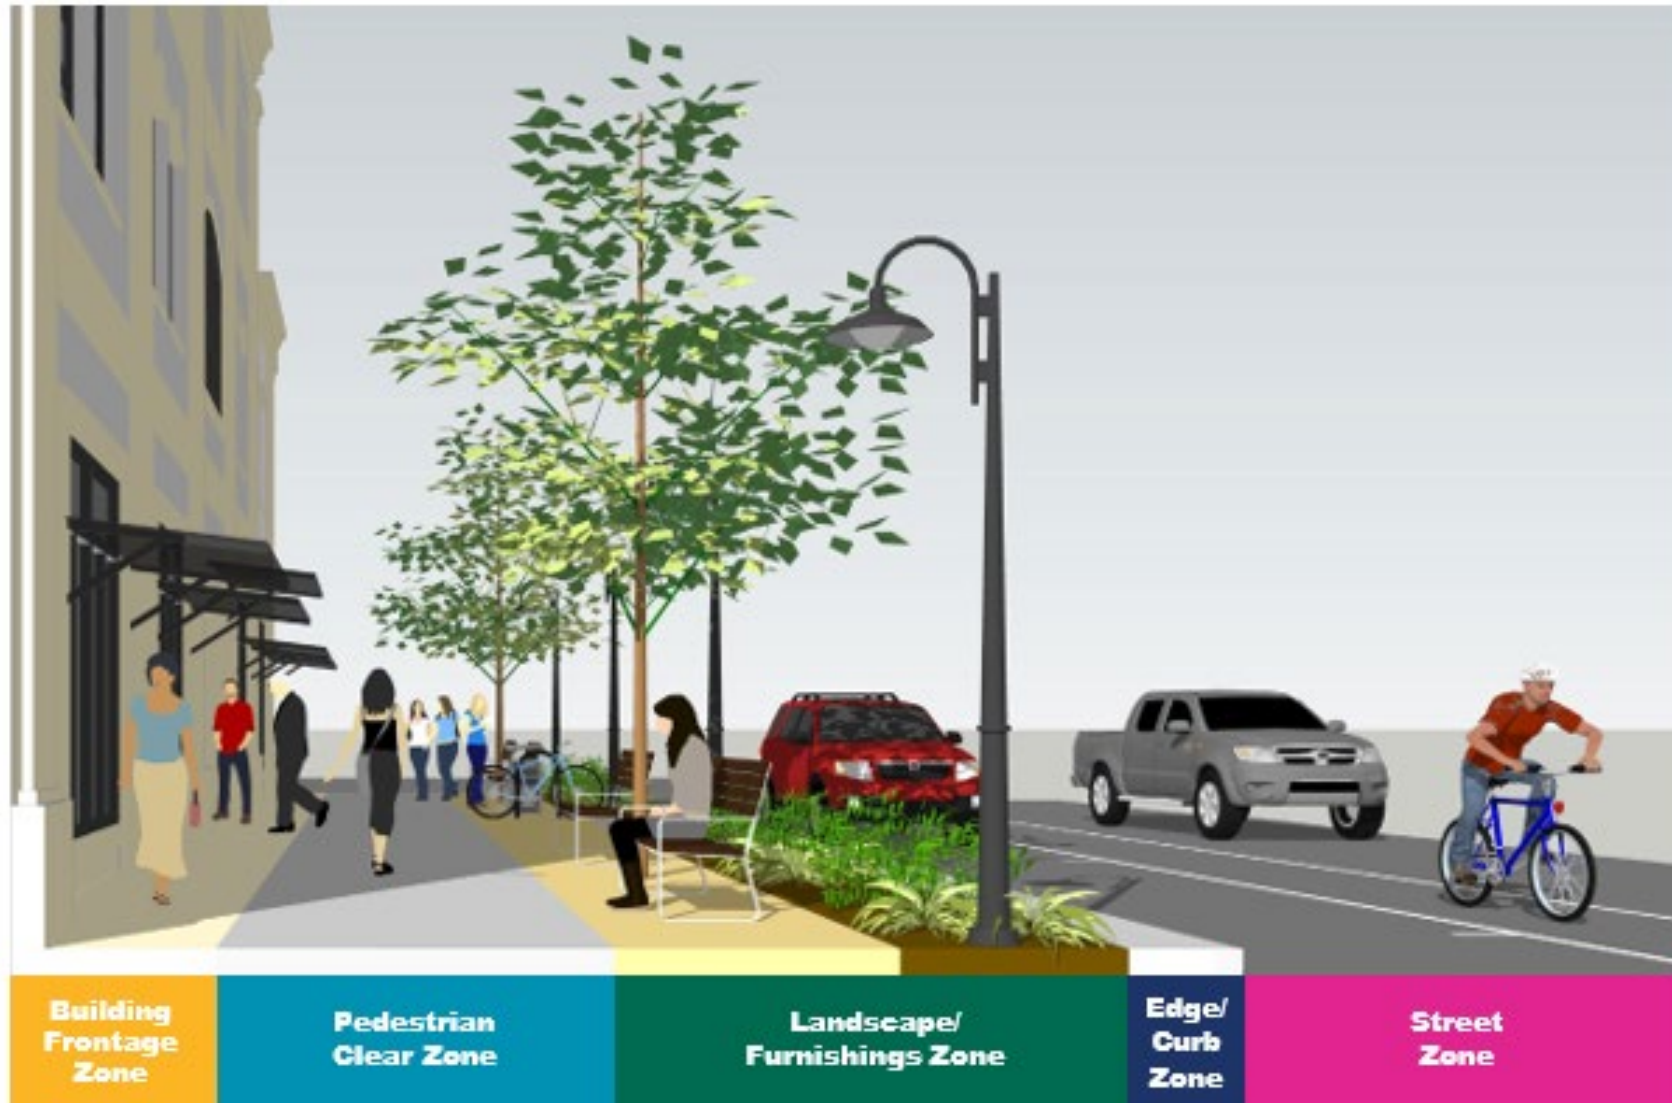 Building
Frontage
Zone
Pedestrian
Clear Zone
Landscape/
Furnishings Zone
Edge/
Curb
Zone
Street
Zone